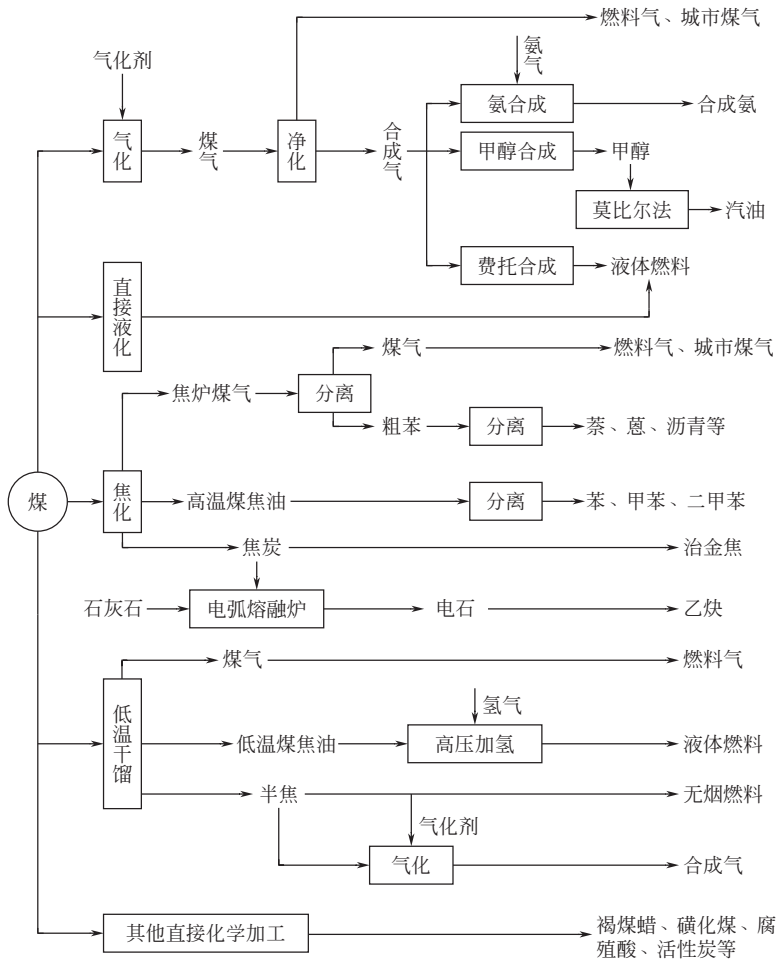 燃料气、城市煤气
氨气
气化剂
氨合成
合成氨
气化
煤气
净化
合成气
甲醇合成
甲醇
莫比尔法
汽油
费托合成
液体燃料
直接液化
煤气
燃料气、城市煤气
焦炉煤气
分离
粗苯
分离
萘、蒽、沥青等
煤
焦化
高温煤焦油
分离
苯、甲苯、二甲苯
焦炭
治金焦
石灰石
电弧熔融炉
电石
乙炔
煤气
燃料气
低温干馏
氢气
低温煤焦油
高压加氢
液体燃料
半焦
无烟燃料
气化剂
气化
合成气
其他直接化学加工
褐煤蜡、磺化煤、腐
殖酸、活性炭等